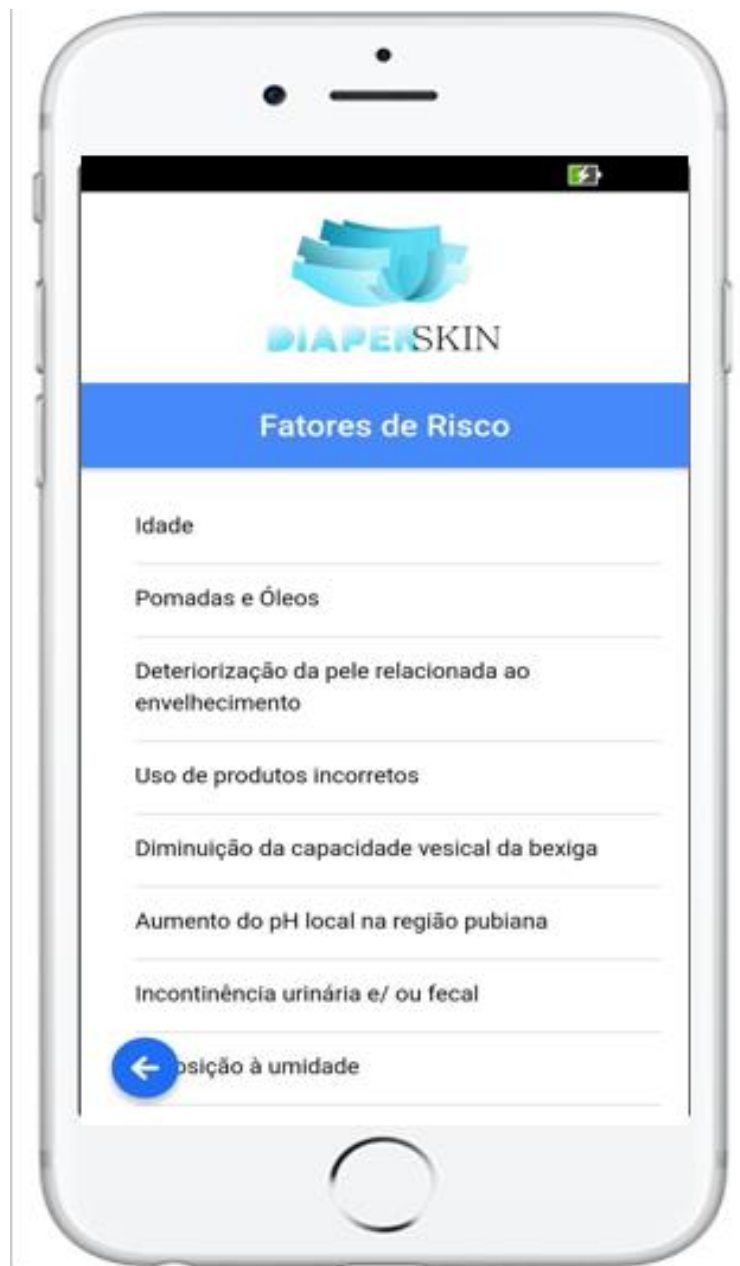 DIAPERSKIN
Fatores de Risco
Idade
Pomadas e Óleos
Deteriorização da pele relacionada ao
envelhecimento
Uso de produtos incorretos
Diminuição da capacidade vesical da bexiga
Aumento do pH local na região pubiana
Incontinência urinária e/ ou fecal
osição à umidade